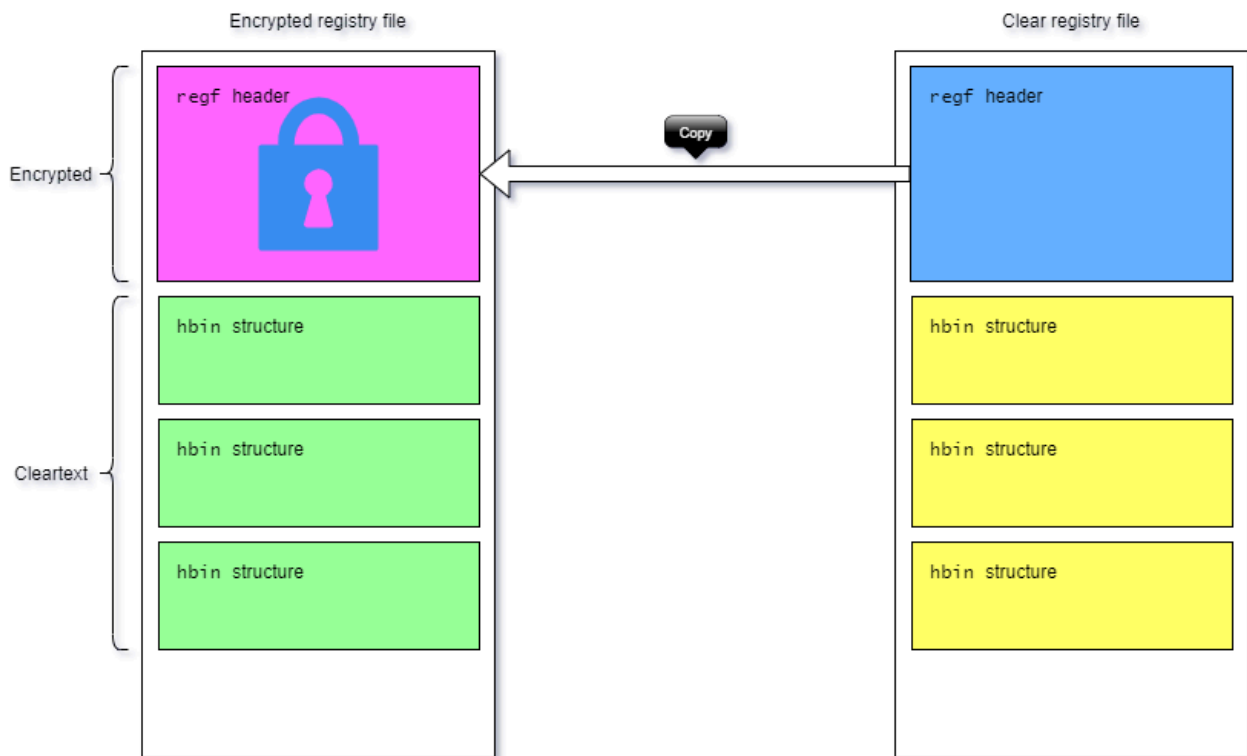 Encrypted registry file
Clear registry file
regf header
regf header
Copy
Encrypted
hbin structure
hbin structure
hbin structure
hbin structure
Cleartext
hbin structure
hbin structure